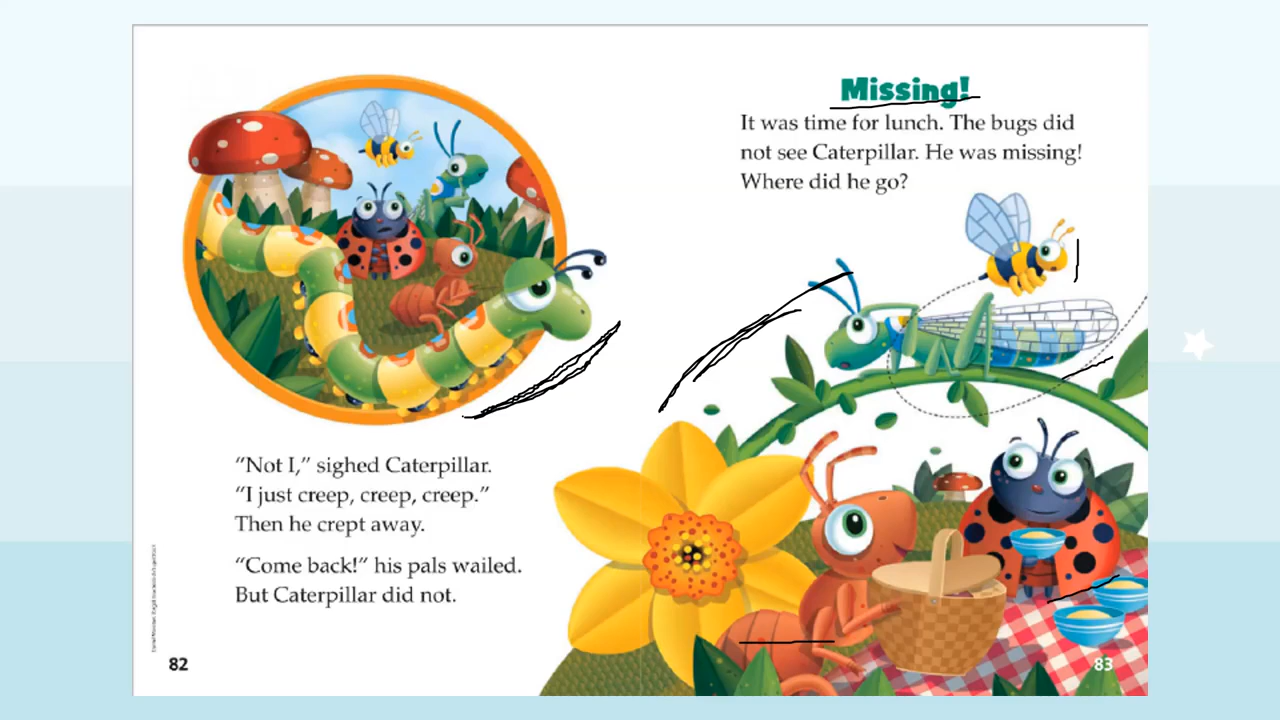 “Not I,” sighed Caterpillar.
“I just creep, creep, creep.”
Then he crept away.
“Come back!” his pals wailed.
But Caterpillar did not.
82
Missing!
It was time for lunch. The bugs did
not see Caterpillar. He was missing!
Where did he go?
83